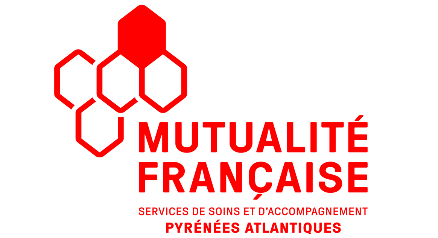 MUTUALITÉ
FRANÇAISE
SERVICES DE SOINS ET D'ACCOMPAGNEMENT
PYRÉNÉES ATLANTIQUES